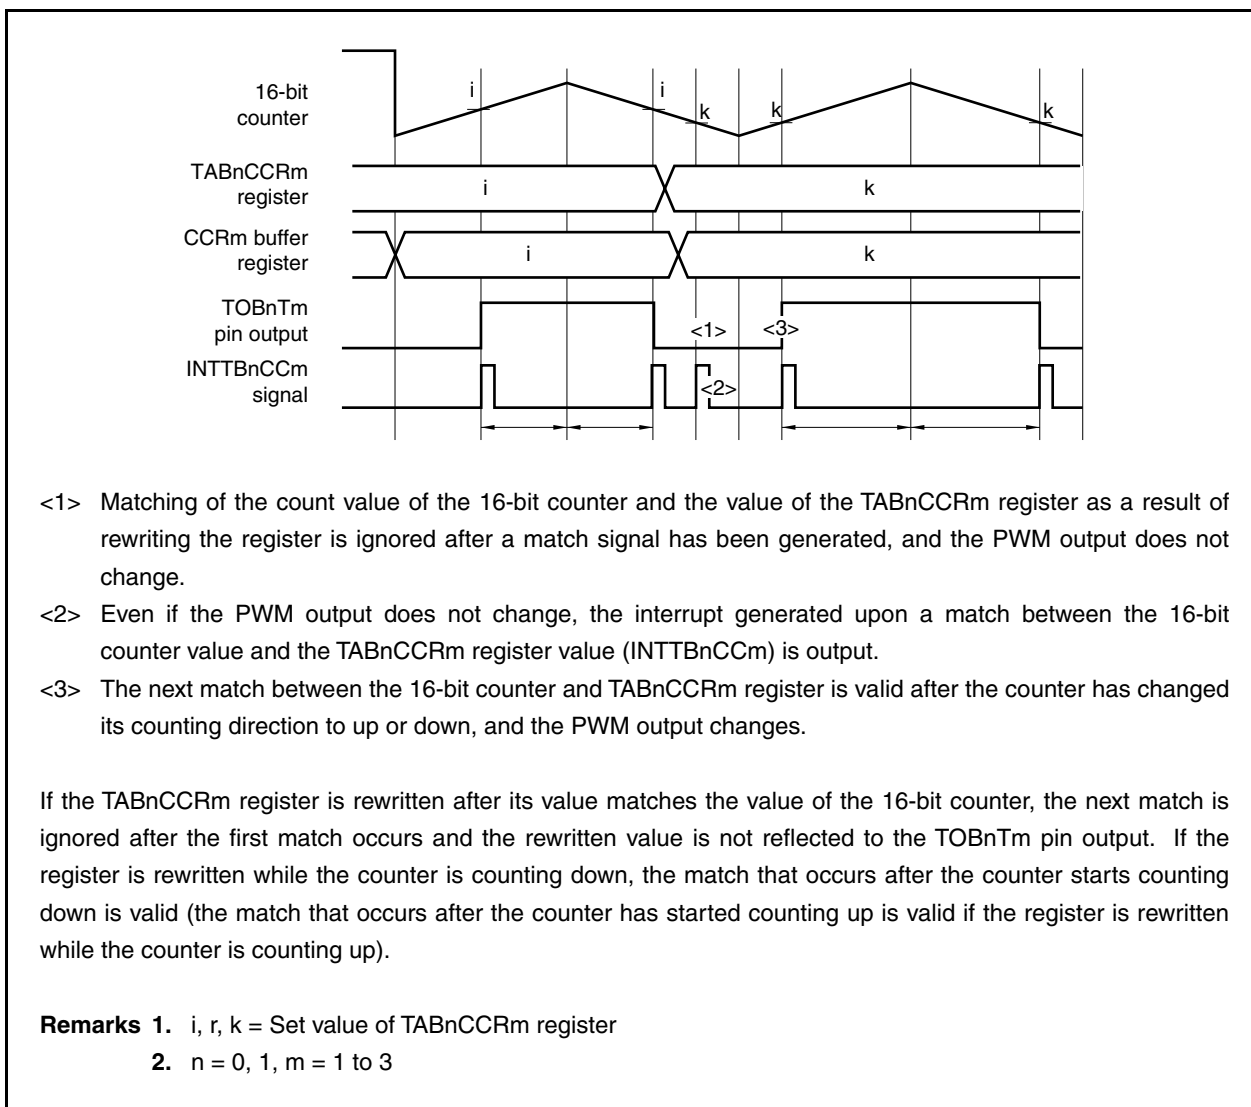 i
i
k
k
k
16-bit
counter
TABnCCRm
register
i
k
CCRm buffer
register
i
k
TOBnTm
pin output
<1>
<3>
INTTBnCCm
signal
<2>
<1> Matching of the count value of the 16-bit counter and the value of the TABnCCRm register as a result of
rewriting the register is ignored after a match signal has been generated, and the PWM output does not
change.
<2> Even if the PWM output does not change, the interrupt generated upon a match between the 16-bit
counter value and the TABnCCRm register value (INTTBnCCm) is output.
<3> The next match between the 16-bit counter and TABnCCRm register is valid after the counter has changed
its counting direction to up or down, and the PWM output changes.
If the TABnCCRm register is rewritten after its value matches the value of the 16-bit counter, the next match is
ignored after the first match occurs and the rewritten value is not reflected to the TOBnTm pin output. If the
register is rewritten while the counter is counting down, the match that occurs after the counter starts counting
down is valid (the match that occurs after the counter has started counting up is valid if the register is rewritten
while the counter is counting up).
Remarks 1. i, r, k = Set value of TABnCCRm register
2. n = 0, 1, m = 1 to 3